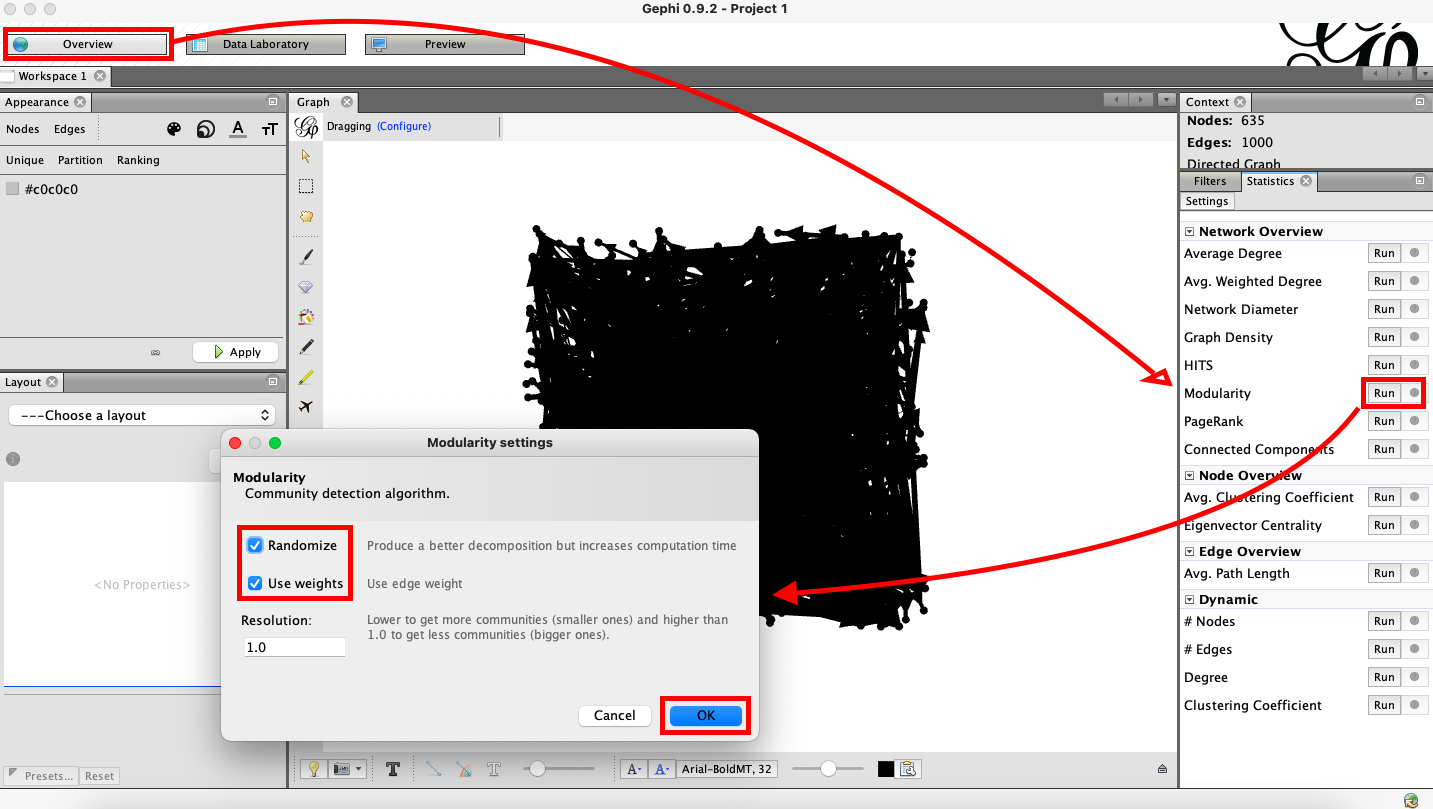 Gephi 0.9.2 - Project 1
Overview
Data Laboratory
Preview
Workspace 1
Appearance
Nodes Edges
Unique Partition Ranking
#c0c0c0
Apply
Layout
---Choose a layout
<No Properties>
Presets...
Reset
Graph
Dragging (Configure)
Modularity settings
Modularity
Community detection algorithm.
Randomize
Produce a better decomposition but increases computation time
Use weights
Use edge weight
Resolution:
Lower to get more communities (smaller ones) and higher than
1.0 to get less communities (bigger ones).
1.0
Cancel
OK
T
T
A-
A-
Arial-BoldMT, 32
Context
Nodes: 635
Edges: 1000
Directed Graph
Filters
Statistics
Settings
Network Overview
Average Degree Run
Avg. Weighted Degree Run
Network Diameter Run
Graph Density Run
HITS Run
Modularity Run
PageRank Run
Connected Components Run
Node Overview
Avg. Clustering Coefficient Run
Eigenvector Centrality Run
Edge Overview
Avg. Path Length Run
Dynamic
# Nodes Run
# Edges Run
Degree Run
Clustering Coefficient Run